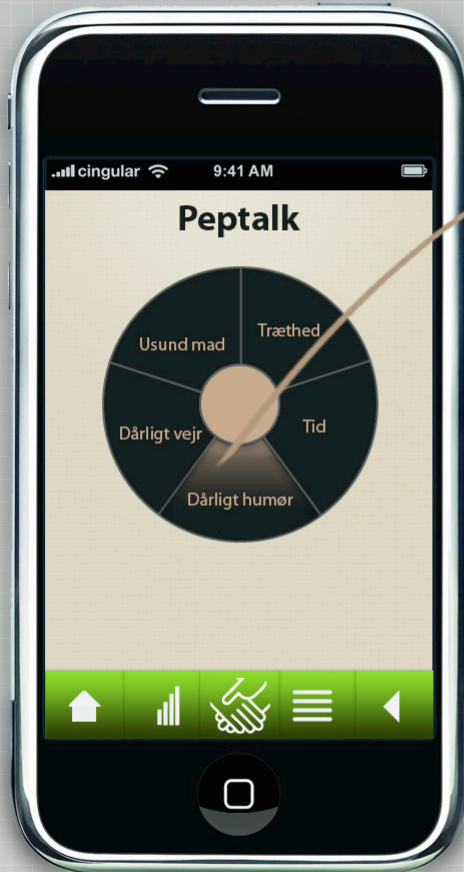 cingular 9:41 AM
Peptalk
Usund mad
Træthed
Dårligt vejr
Tid
Dårligt humør